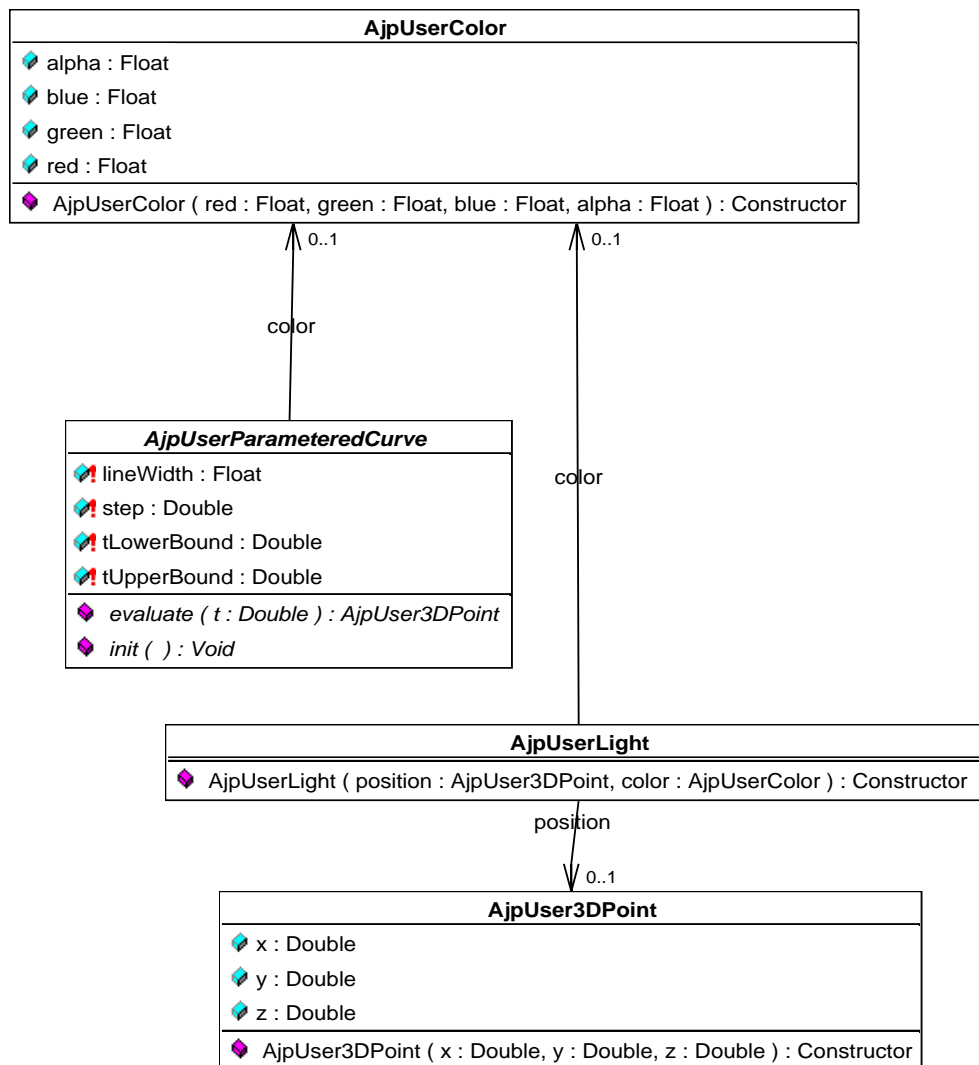 AjpUserColor
alpha : Float
blue : Float
green : Float
red : Float
AjpUserColor ( red : Float, green : Float, blue : Float, alpha : Float ) : Constructor
0..1
0..1
color
AjpUserParameteredCurve
lineWidth : Float
step : Double
tLowerBound : Double
tUpperBound : Double
evaluate ( t : Double ) : AjpUser3DPoint
init ( ) : Void
color
AjpUserLight
AjpUserLight ( position : AjpUser3DPoint, color : AjpUserColor ) : Constructor
position
0..1
AjpUser3DPoint
x : Double
y : Double
z : Double
AjpUser3DPoint ( x : Double, y : Double, z : Double ) : Constructor